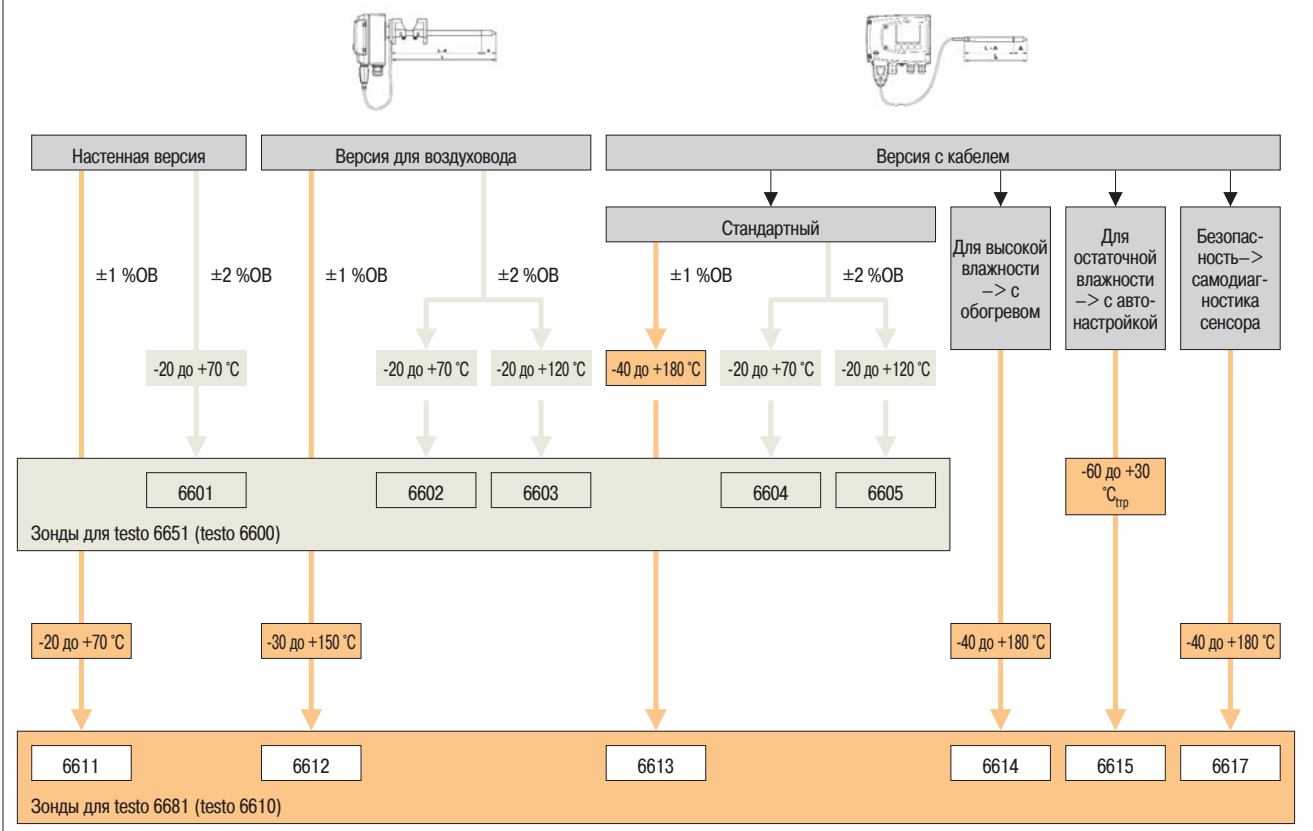 L - A
A
L
L - A
A
L
Настенная версия
Версия для воздуховода
Версия с кабелем
Стандартный
Для высокой
влажности
–> с
обогревом
Для
остаточной
влажности
–> с авто-
настройкой
Безопас-
ность–>
самодиаг-
ностика
сенсора
±1 %ОВ
±2 %ОВ
±1 %ОВ
±2 %ОВ
±1 %ОВ
±2 %ОВ
-20 до +70 ˚C
-20 до +70 ˚C
-20 до +120 ˚C
-40 до +180 ˚C
-20 до +70 ˚C
-20 до +120 ˚C
-60 до +30
˚Cтр
6601
6602
6603
6604
6605
Зонды для testo 6651 (testo 6600)
-20 до +70 ˚C
-30 до +150 ˚C
-40 до +180 ˚C
-40 до +180 ˚C
6611
6612
6613
6614
6615
6617
Зонды для testo 6681 (testo 6610)